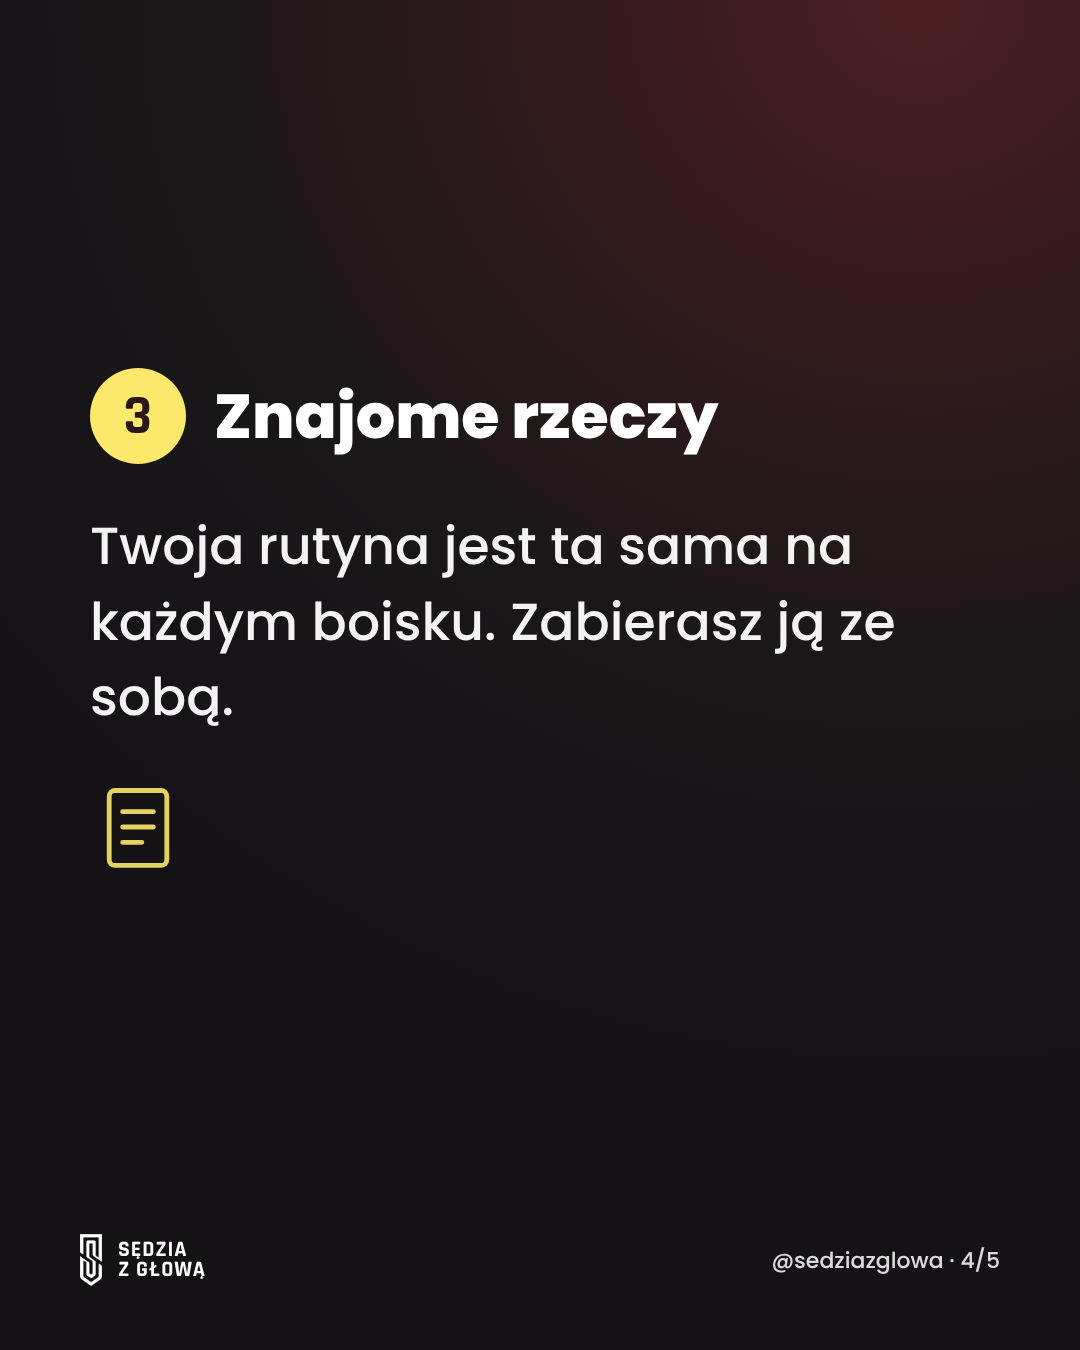 3 Znajome rzeczy
Twoja rutyna jest ta sama na
każdym boisku. Zabierasz ją ze
sobą.
SĘDZIA
Z GŁOWĄ
@sedziazglowa · 4/5